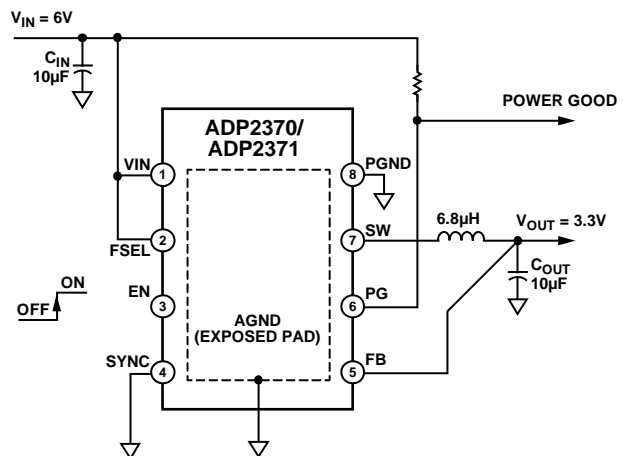 VIN = 6V
CIN
10µF
POWER GOOD
ADP2370/
ADP2371
VIN
1
8
PGND
6.8µH
VOUT = 3.3V
FSEL
2
7
SW
COUT
10µF
ON
OFF
EN
3
6
PG
AGND
(EXPOSED PAD)
SYNC
4
5
FB